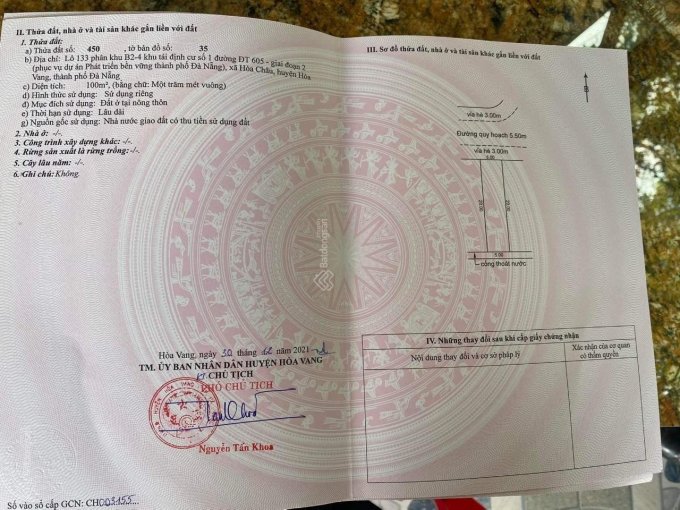 II. Thửa đất, nhà ở và tài sản khác gắn liền với đất
1. Thửa đất:
a) Thửa đất số: 450 , tờ bản đồ số: 35
b) Địa chỉ: Lô 133 phân khu B2-4 khu tái định cư số 1 đường ĐT 605 - giai đoạn 2
(phục vụ dự án Phát triển bền vững thành phố Đà Nẵng), xã Hòa Châu, huyện Hòa
Vang, thành phố Đà Nẵng
c) Diện tích: 100m², (bằng chữ: Một trăm mét vuông)
d) Hình thức sử dụng: Sử dụng riêng
đ) Mục đích sử dụng: Đất ở tại nông thôn
e) Thời hạn sử dụng: Lâu dài
g) Nguồn gốc sử dụng: Nhà nước giao đất có thu tiền sử dụng đất
2. Nhà ở: -/-
3. Công trình xây dựng khác: -/-
4. Rừng sản xuất là rừng trồng: -/-
5. Cây lâu năm: -/-
6. Ghi chú: Không.
Hòa Vang, ngày 30 tháng 12 năm 2021
TM. ỦY BAN NHÂN DÂN HUYỆN HÒA VANG
KT CHỦ TỊCH
PHÓ CHỦ TỊCH
Nguyễn Tấn Khoa
Số vào sổ cấp GCN: CH003155
III. Sơ đồ thửa đất, nhà ở và tài sản khác gắn liền với đất
B
vỉa hè 3.00m
Đường quy hoạch 5.50m
vỉa hè 3.00m
5.00
20.00
20.00
5.00
cống thoát nước
IV. Những thay đổi sau khi cấp giấy chứng nhận
Nội dung thay đổi và cơ sở pháp lý
Xác nhận của cơ quan
có thẩm quyền
Batdongsan